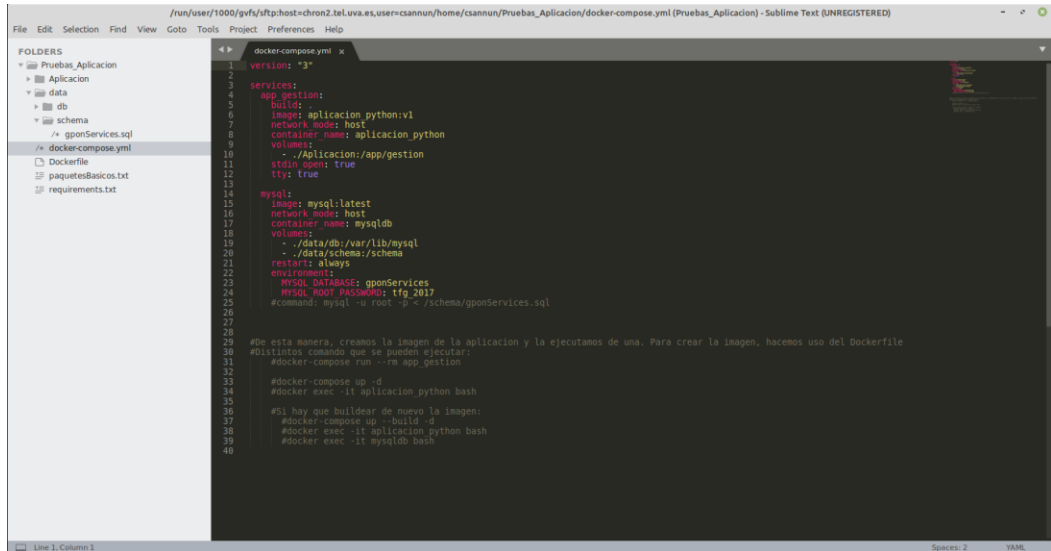 /run/user/1000/gvfs/sftp:host=chron2.tel.uva.es,user=csannun/home/csannun/Pruebas_Aplicacion/docker-compose.yml (Pruebas_Aplicacion) - Sublime Text (UNREGISTERED)
File Edit Selection Find View Goto Tools Project Preferences Help
FOLDERS
Pruebas_Aplicacion
Aplicacion
data
db
schema
/* gponServices.sql
/* docker-compose.yml
Dockerfile
paquetesBasicos.txt
requirements.txt
docker-compose.yml x
1 version: "3"
2
3 services:
4   app_gestion:
5     build: .
6     image: aplicacion_python:v1
7     network_mode: host
8     container_name: aplicacion_python
9     volumes:
10       - ./Aplicacion:/app/gestion
11     stdin_open: true
12     tty: true
13
14   mysql:
15     image: mysql:latest
16     network_mode: host
17     container_name: mysqldb
18     volumes:
19       - ./data/db:/var/lib/mysql
20       - ./data/schema:/schema
21     restart: always
22     environment:
23       MYSQL_DATABASE: gponServices
24       MYSQL_ROOT_PASSWORD: tfg_2017
25     #command: mysql -u root -p < /schema/gponServices.sql
26
27
28
29 #De esta manera, creamos la imagen de la aplicacion y la ejecutamos de una. Para crear la imagen, hacemos uso del Dockerfile
30 #Distintos comando que se pueden ejecutar:
31     #docker-compose run --rm app_gestion
32
33     #docker-compose up -d
34     #docker exec -it aplicacion_python bash
35
36     #Si hay que buildear de nuevo la imagen:
37       #docker-compose up --build -d
38       #docker exec -it aplicacion_python bash
39       #docker exec -it mysqldb bash
40
Line 1, Column 1
Spaces: 2
YAML